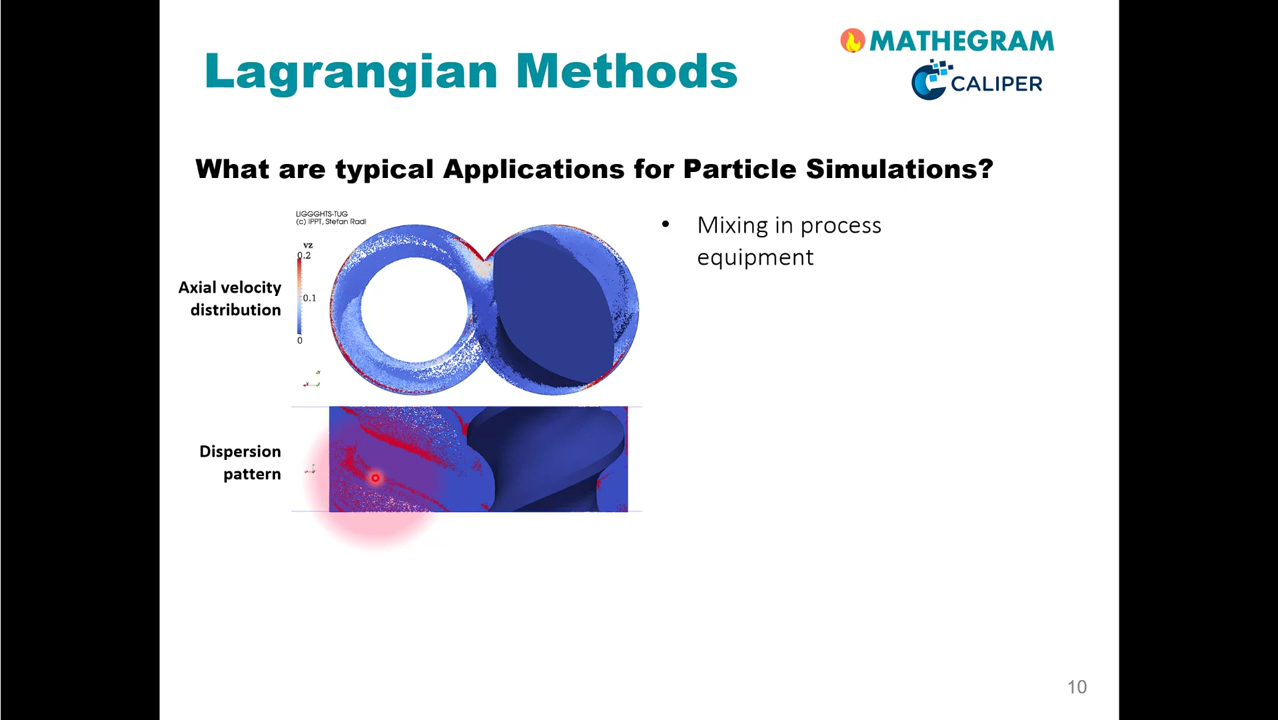 MATHEGRAM
CALIPER
Lagrangian Methods
What are typical Applications for Particle Simulations?
LIGGGHTS-TUG
(c) IPPT, Stefan Radl
vz
0.2
0.1
0
Axial velocity
distribution
• Mixing in process
equipment
Dispersion
pattern
10